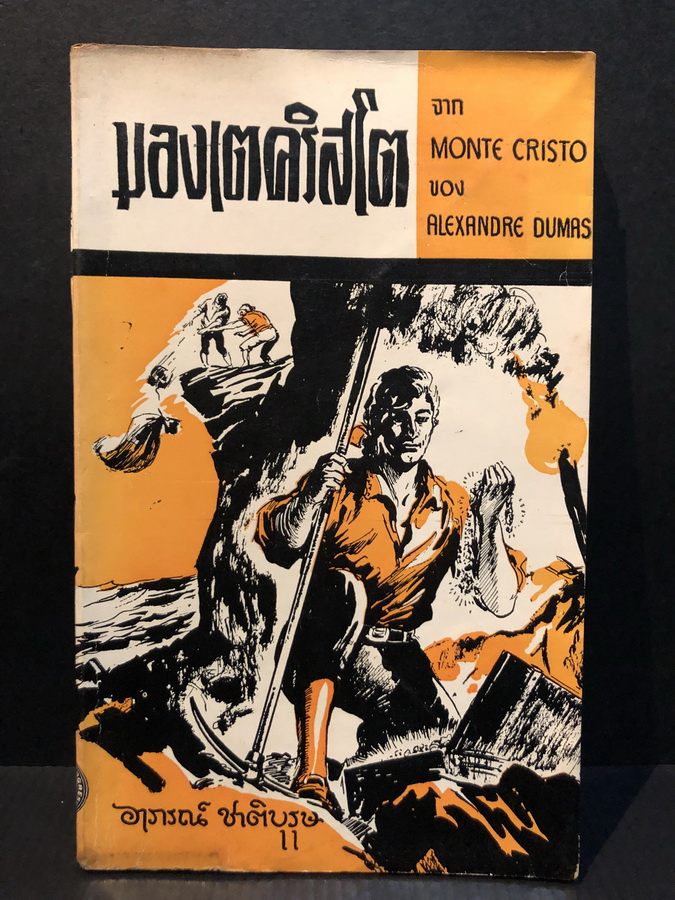 มองเตคริสโต
จาก
MONTE CRISTO
ของ
ALEXANDRE DUMAS
อาภรณ์ ชาติบุรุษ
11